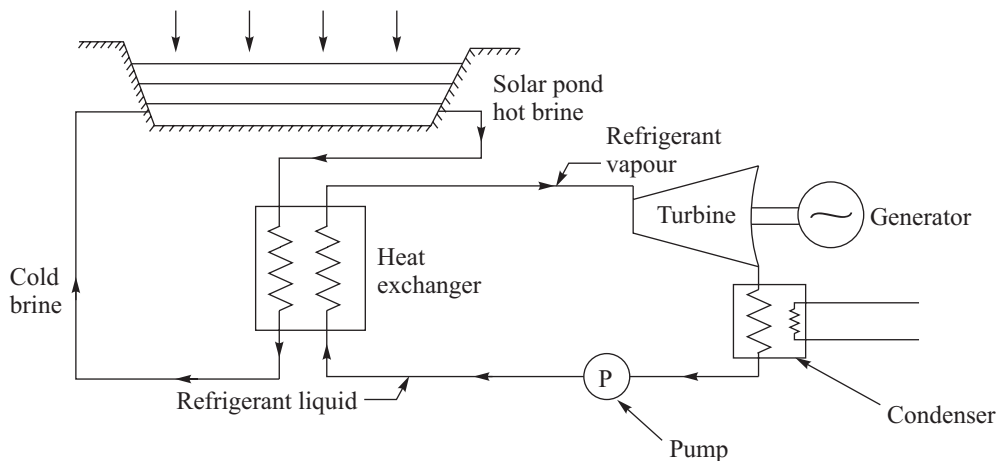 Solar pond
hot brine
Refrigerant
vapour
Turbine
Generator
Heat
exchanger
Cold
brine
P
Refrigerant liquid
Condenser
Pump